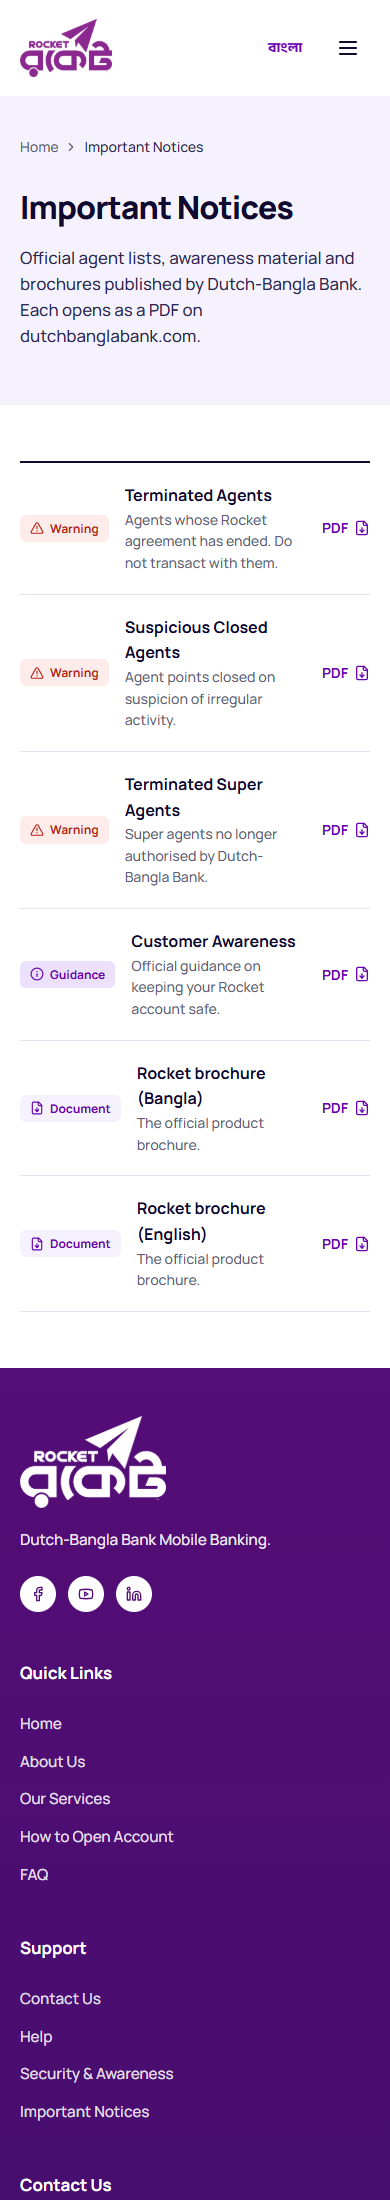 ROCKET
রকেট
বাংলা
Home > Important Notices
Important Notices
Official agent lists, awareness material and
brochures published by Dutch-Bangla Bank.
Each opens as a PDF on
dutchbanglabank.com.
Warning
Terminated Agents
Agents whose Rocket
agreement has ended. Do
not transact with them.
PDF
Warning
Suspicious Closed
Agents
Agent points closed on
suspicion of irregular
activity.
PDF
Warning
Terminated Super
Agents
Super agents no longer
authorised by Dutch-
Bangla Bank.
PDF
Guidance
Customer Awareness
Official guidance on
keeping your Rocket
account safe.
PDF
Document
Rocket brochure
(Bangla)
The official product
brochure.
PDF
Document
Rocket brochure
(English)
The official product
brochure.
PDF
ROCKET
রকেট
Dutch-Bangla Bank Mobile Banking.
Quick Links
Home
About Us
Our Services
How to Open Account
FAQ
Support
Contact Us
Help
Security & Awareness
Important Notices
Contact Us